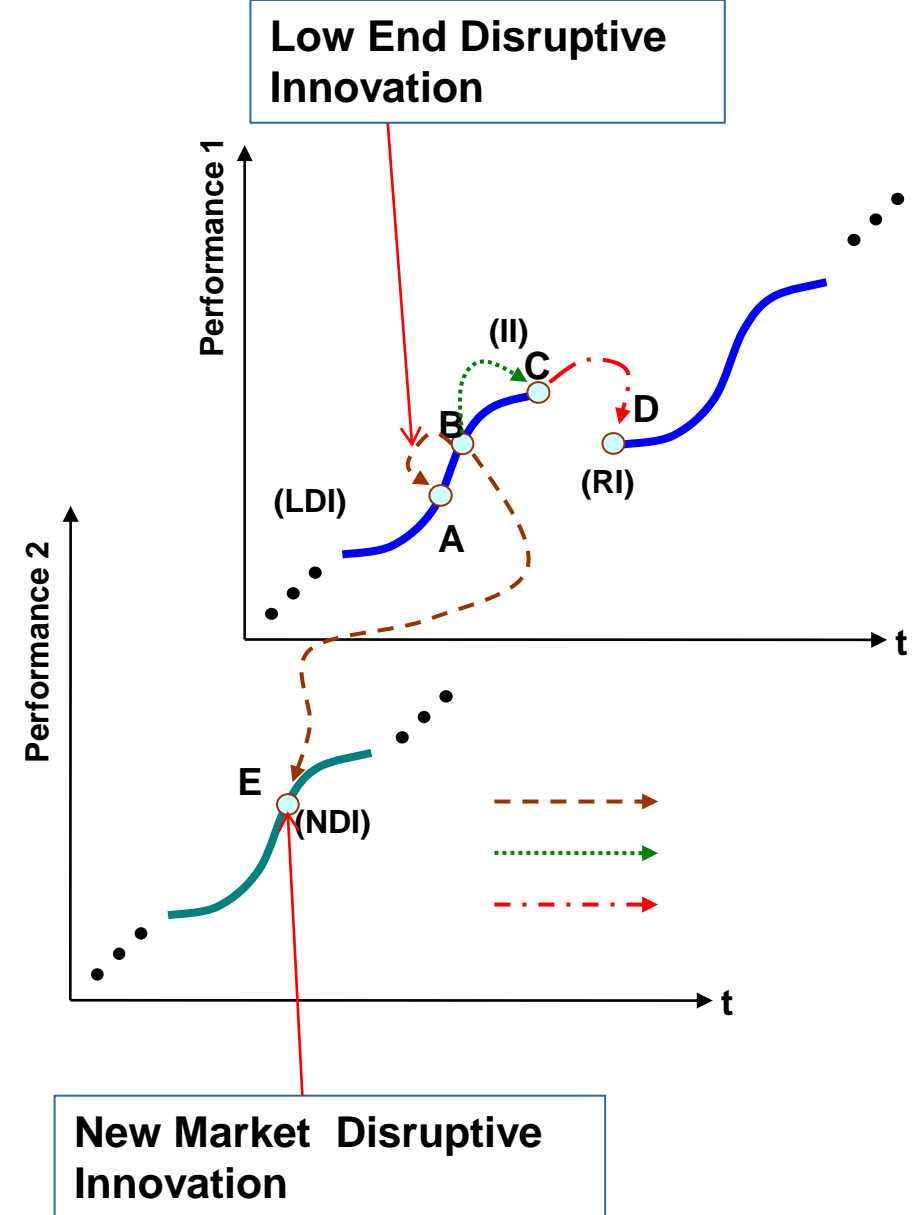 Low End Disruptive
Innovation
Performance 1
(II)
C
B
D
(RI)
(LDI)
A
t
Performance 2
E
(NDI)
t
New Market  Disruptive
Innovation